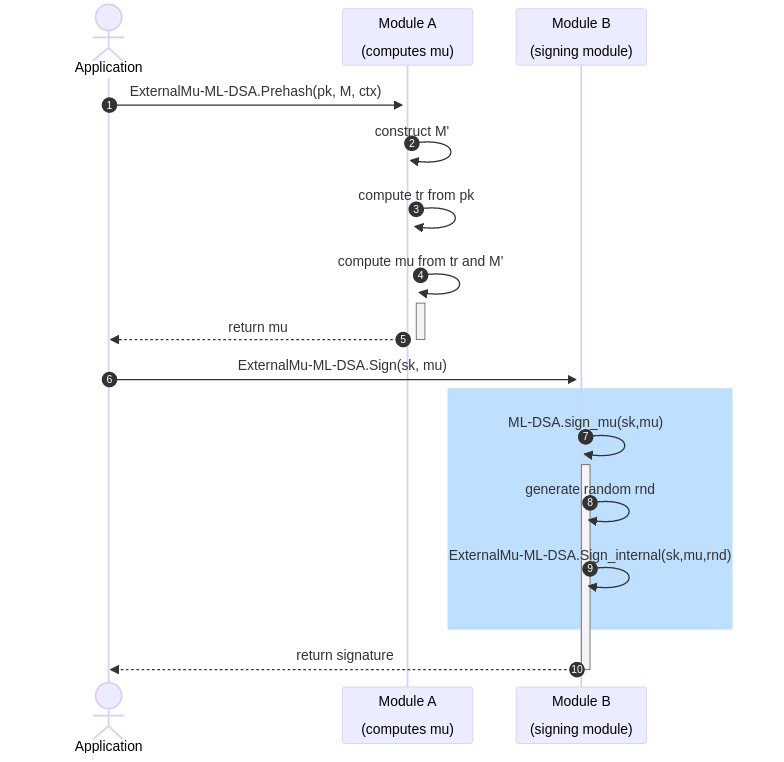 Module A
(computes mu)
Module B
(signing module)
Application
ExternalMu-ML-DSA.Prehash(pk, M, ctx)
1
construct M'
2
compute tr from pk
3
compute mu from tr and M'
4
return mu
5
ExternalMu-ML-DSA.Sign(sk, mu)
6
ML-DSA.sign_mu(sk,mu)
7
generate random rnd
8
ExternalMu-ML-DSA.Sign_internal(sk,mu,rnd)
9
return signature
10
Module A
(computes mu)
Module B
(signing module)
Application